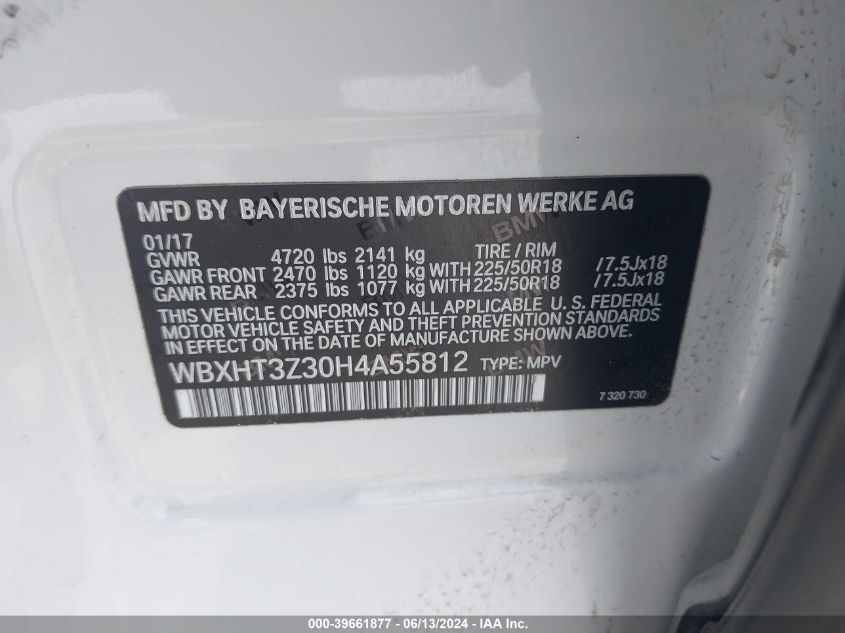 MFD BY BAYERISCHE MOTOREN WERKE AG
01/17
GVWR 4720 lbs 2141 kg TIRE / RIM
GAWR FRONT 2470 lbs 1120 kg WITH 225/50R18 /7.5Jx18
GAWR REAR 2375 lbs 1077 kg WITH 225/50R18 /7.5Jx18
THIS VEHICLE CONFORMS TO ALL APPLICABLE U. S. FEDERAL
MOTOR VEHICLE SAFETY AND THEFT PREVENTION STANDARDS
IN EFFECT ON THE DATE OF MANUFACTURE SHOWN ABOVE.
WBXHT3Z30H4A55812 TYPE: MPV
7 320 730
000-39661877 - 06/13/2024 - IAA Inc.